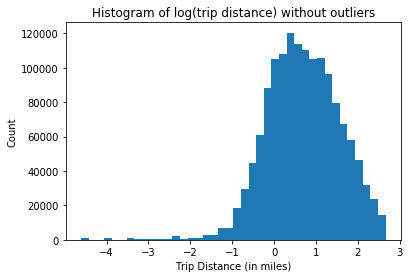 Histogram of log(trip distance) without outliers
120000
100000
80000
60000
40000
20000
0
Count
−4 −3 −2 −1 0 1 2 3
Trip Distance (in miles)